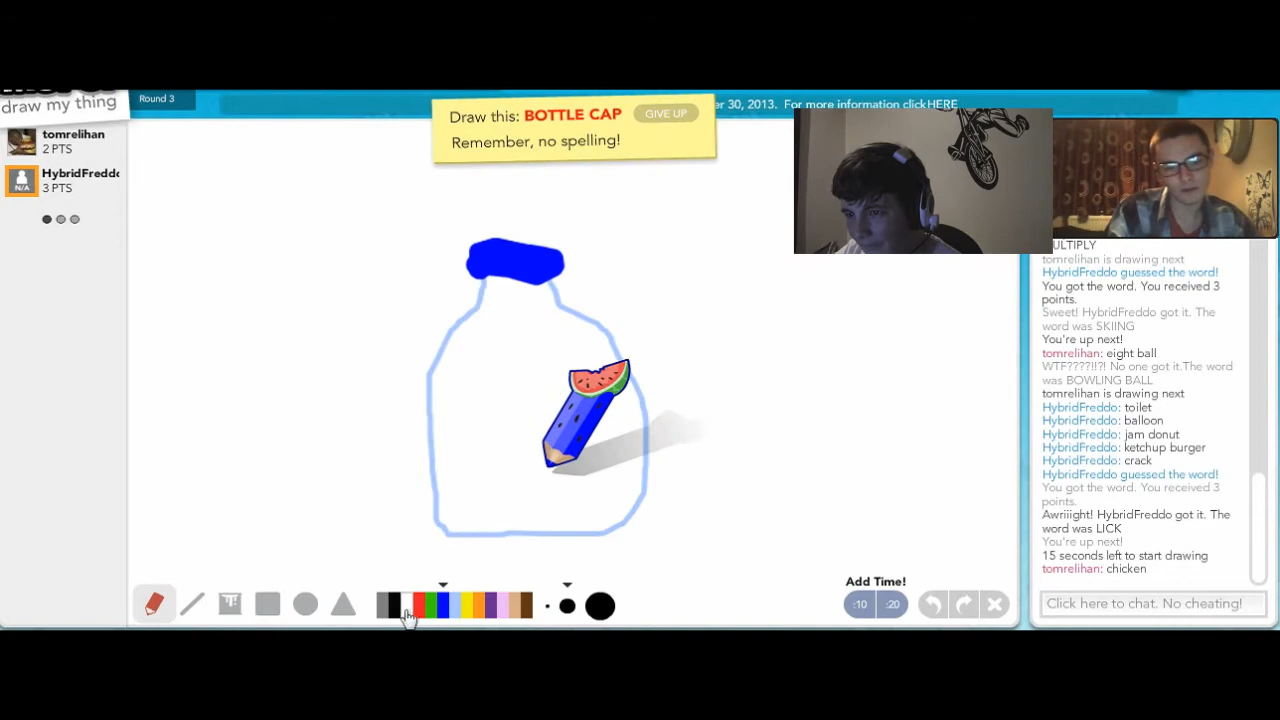 draw my thing
Round 3
Draw this: BOTTLE CAP
GIVE UP
Remember, no spelling!
er 30, 2013. For more information clickHERE
tomrelihan
2 PTS
HybridFreddo
N/A
3 PTS
ULTIPLY
tomrelihan is drawing next
HybridFreddo guessed the word!
You got the word. You received 3
points.
Sweet! HybridFreddo got it. The
word was SKIING
You're up next!
tomrelihan: eight ball
WTF????!!?! No one got it.The word
was BOWLING BALL
tomrelihan is drawing next
HybridFreddo: toilet
HybridFreddo: balloon
HybridFreddo: jam donut
HybridFreddo: ketchup burger
HybridFreddo: crack
HybridFreddo guessed the word!
You got the word. You received 3
points.
Awriiight! HybridFreddo got it. The
word was LICK
You're up next!
15 seconds left to start drawing
tomrelihan: chicken
Add Time!
:10
:20
Click here to chat. No cheating!